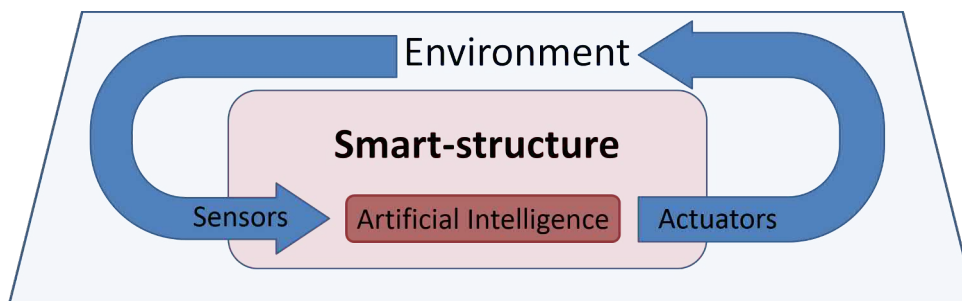 Environment
Smart-structure
Sensors
Artificial Intelligence
Actuators